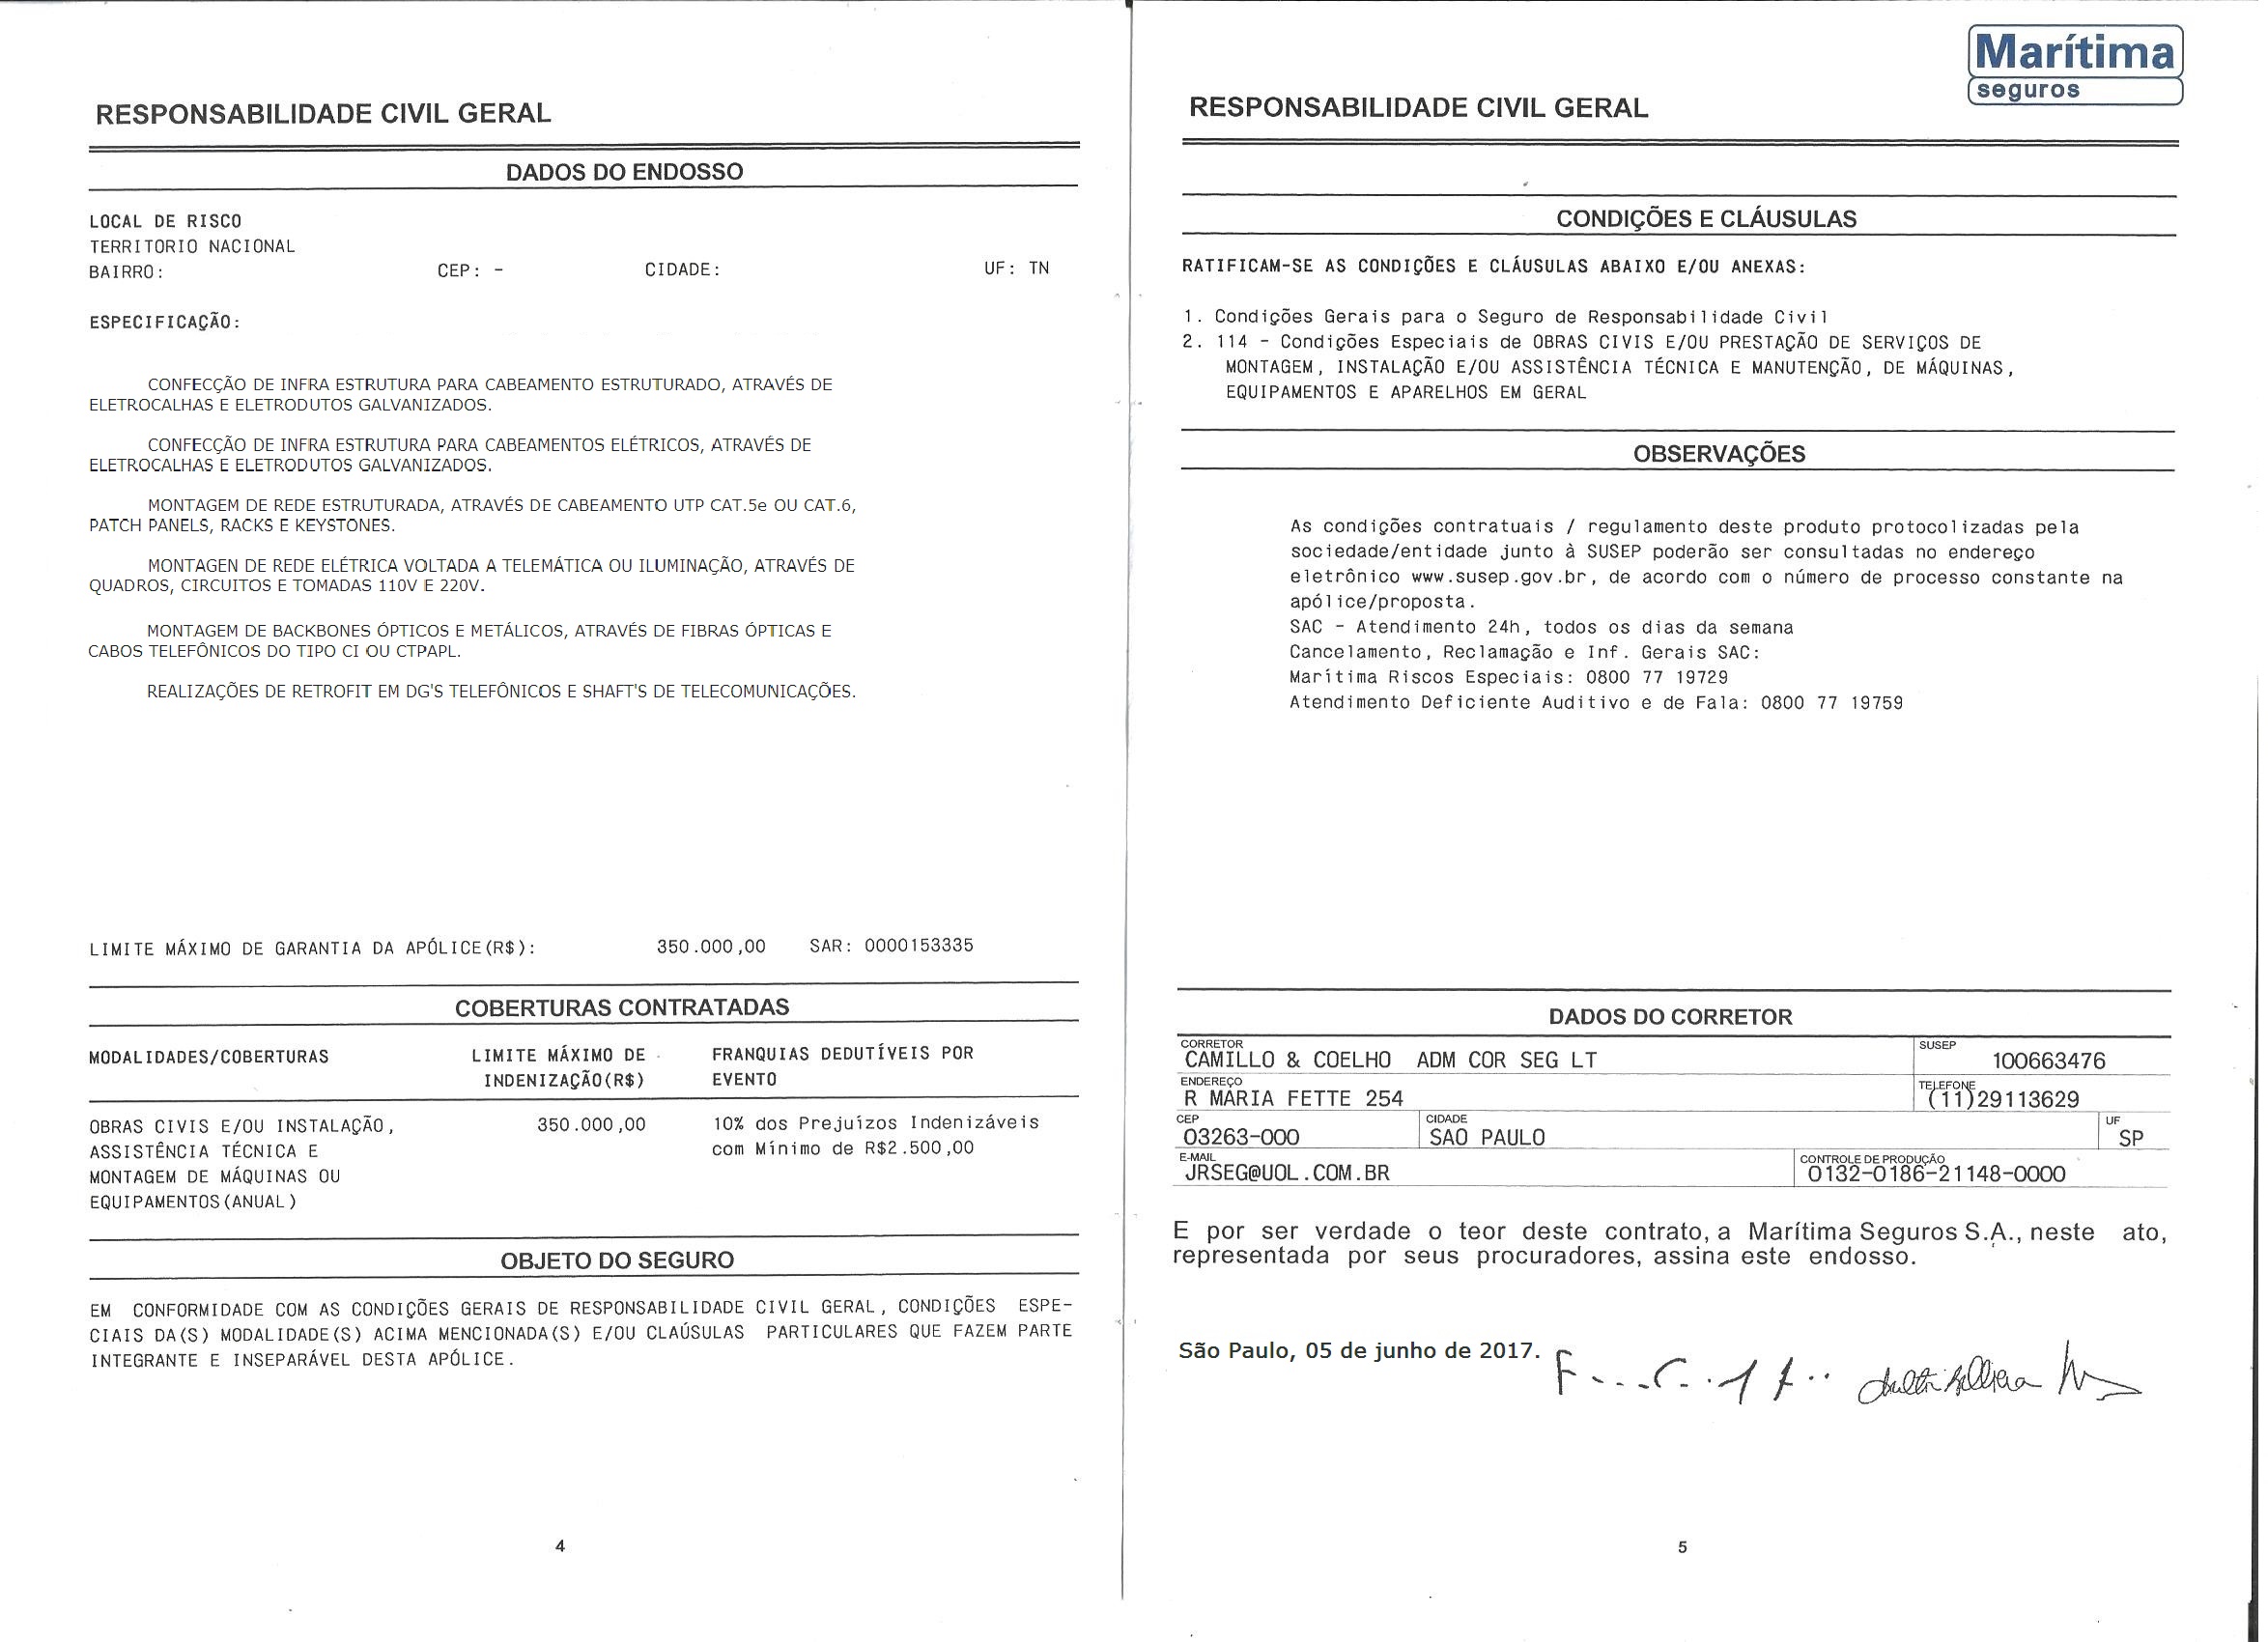 RESPONSABILIDADE CIVIL GERAL
DADOS DO ENDOSSO
LOCAL DE RISCO
TERRITORIO NACIONAL
BAIRRO: CEP: - CIDADE: UF: TN
ESPECIFICAÇÃO:
CONFECÇÃO DE INFRA ESTRUTURA PARA CABEAMENTO ESTRUTURADO, ATRAVÉS DE
ELETROCALHAS E ELETRODUTOS GALVANIZADOS.
CONFECÇÃO DE INFRA ESTRUTURA PARA CABEAMENTOS ELÉTRICOS, ATRAVÉS DE
ELETROCALHAS E ELETRODUTOS GALVANIZADOS.
MONTAGEM DE REDE ESTRUTURADA, ATRAVÉS DE CABEAMENTO UTP CAT.5e OU CAT.6,
PATCH PANELS, RACKS E KEYSTONES.
MONTAGEN DE REDE ELÉTRICA VOLTADA A TELEMÁTICA OU ILUMINAÇÃO, ATRAVÉS DE
QUADROS, CIRCUITOS E TOMADAS 110V E 220V.
MONTAGEM DE BACKBONES ÓPTICOS E METÁLICOS, ATRAVÉS DE FIBRAS ÓPTICAS E
CABOS TELEFÔNICOS DO TIPO CI OU CTPAPL.
REALIZAÇÕES DE RETROFIT EM DG'S TELEFÔNICOS E SHAFT'S DE TELECOMUNICAÇÕES.
LIMITE MÁXIMO DE GARANTIA DA APÓLICE(R$): 350.000,00 SAR: 0000153335
COBERTURAS CONTRATADAS
MODALIDADES/COBERTURAS LIMITE MÁXIMO DE FRANQUIAS DEDUTÍVEIS POR
INDENIZAÇÃO(R$) EVENTO
OBRAS CIVIS E/OU INSTALAÇÃO, 350.000,00 10% dos Prejuízos Indenizáveis
ASSISTÊNCIA TÉCNICA E com Mínimo de R$2.500,00
MONTAGEM DE MÁQUINAS OU
EQUIPAMENTOS(ANUAL)
OBJETO DO SEGURO
EM CONFORMIDADE COM AS CONDIÇÕES GERAIS DE RESPONSABILIDADE CIVIL GERAL, CONDIÇÕES ESPE-
CIAIS DA(S) MODALIDADE(S) ACIMA MENCIONADA(S) E/OU CLAÚSULAS PARTICULARES QUE FAZEM PARTE
INTEGRANTE E INSEPARÁVEL DESTA APÓLICE.
4
Marítima
seguros
RESPONSABILIDADE CIVIL GERAL
CONDIÇÕES E CLÁUSULAS
RATIFICAM-SE AS CONDIÇÕES E CLÁUSULAS ABAIXO E/OU ANEXAS:
1. Condições Gerais para o Seguro de Responsabilidade Civil
2. 114 - Condições Especiais de OBRAS CIVIS E/OU PRESTAÇÃO DE SERVIÇOS DE
MONTAGEM, INSTALAÇÃO E/OU ASSISTÊNCIA TÉCNICA E MANUTENÇÃO, DE MÁQUINAS,
EQUIPAMENTOS E APARELHOS EM GERAL
OBSERVAÇÕES
As condições contratuais / regulamento deste produto protocolizadas pela
sociedade/entidade junto à SUSEP poderão ser consultadas no endereço
eletrônico www.susep.gov.br, de acordo com o número de processo constante na
apólice/proposta.
SAC - Atendimento 24h, todos os dias da semana
Cancelamento, Reclamação e Inf. Gerais SAC:
Marítima Riscos Especiais: 0800 77 19729
Atendimento Deficiente Auditivo e de Fala: 0800 77 19759
DADOS DO CORRETOR
CORRETOR SUSEP
CAMILLO & COELHO ADM COR SEG LT 100663476
ENDEREÇO TELEFONE
R MARIA FETTE 254 (11)29113629
CEP CIDADE UF
03263-000 SAO PAULO SP
E-MAIL CONTROLE DE PRODUÇÃO
JRSEG@UOL.COM.BR 0132-0186-21148-0000
E por ser verdade o teor deste contrato, a Marítima Seguros S.A., neste ato,
representada por seus procuradores, assina este endosso.
São Paulo, 05 de junho de 2017.
5